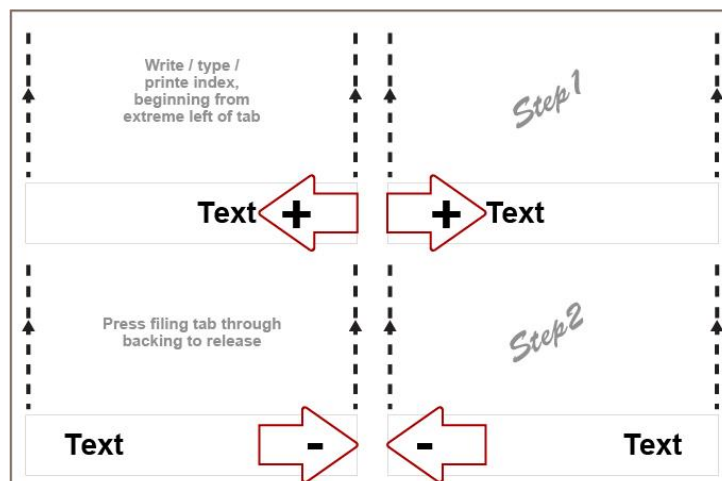 Write / type /
printe index,
beginning from
extreme left of tab
Step1
Text +
+ Text
Press filing tab through
backing to release
Step2
Text -
- Text